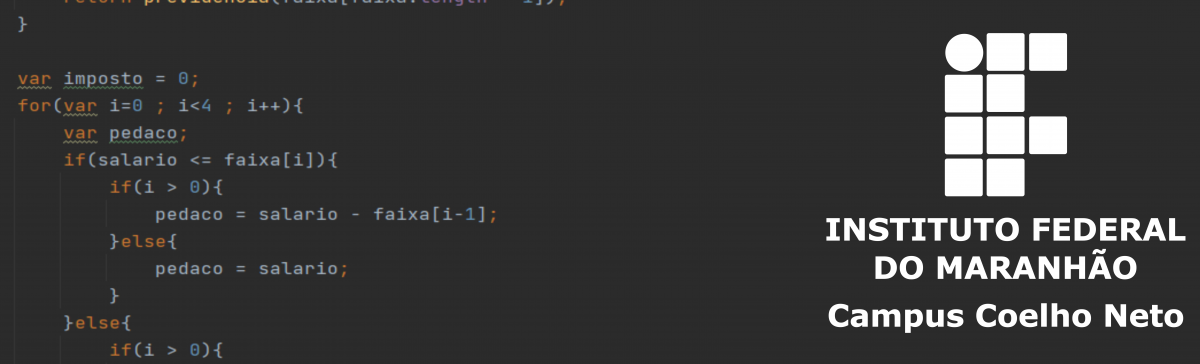 return previdencia(faixa[faixa.length - 1]);
}
var imposto = 0;
for(var i=0 ; i<4 ; i++){
var pedaco;
if(salario <= faixa[i]){
if(i > 0){
pedaco = salario - faixa[i-1];
}else{
pedaco = salario;
}
}else{
if(i > 0){
INSTITUTO FEDERAL
DO MARANHÃO
Campus Coelho Neto